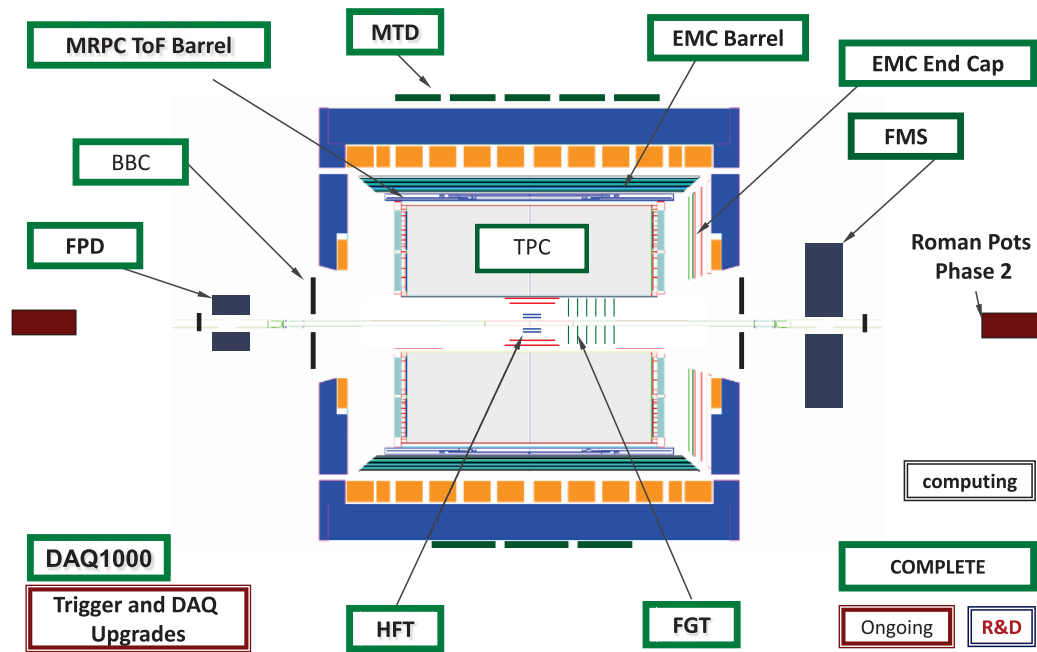 MRPC ToF Barrel
MTD
EMC Barrel
EMC End Cap
BBC
FMS
FPD
TPC
Roman Pots
Phase 2
computing
DAQ1000
COMPLETE
Trigger and DAQ
Upgrades
HFT
FGT
Ongoing
R&D